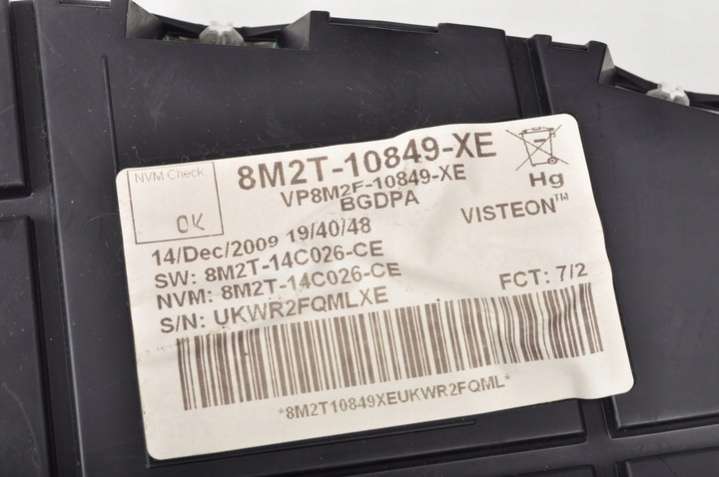 NVM Check
OK
8M2T-10849-XE
VP8M2F-10849-XE
BGDPA
Hg
VISTEON™
14/Dec/2009 19/40/48
SW: 8M2T-14C026-CE
NVM: 8M2T-14C026-CE
FCT: 7/2
S/N: UKWR2FQMLXE
*8M2T10849XEUKWR2FQML*